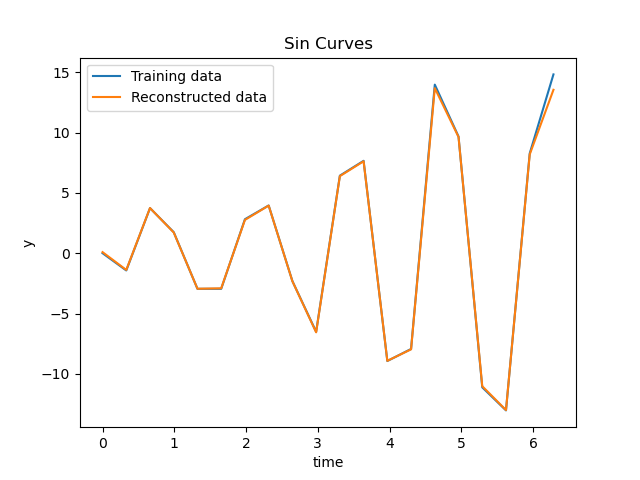 Sin Curves
Training data
Reconstructed data
15
10
5
0
−5
−10
y
0 1 2 3 4 5 6
time